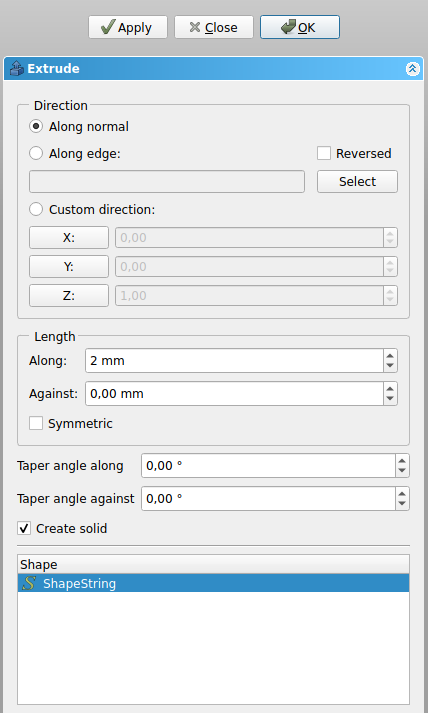 Apply Close OK
Extrude
Direction
Along normal
Along edge: Reversed
Select
Custom direction:
X: 0,00
Y: 0,00
Z: 1,00
Length
Along: 2 mm
Against: 0,00 mm
Symmetric
Taper angle along 0,00 °
Taper angle against 0,00 °
Create solid
Shape
ShapeString